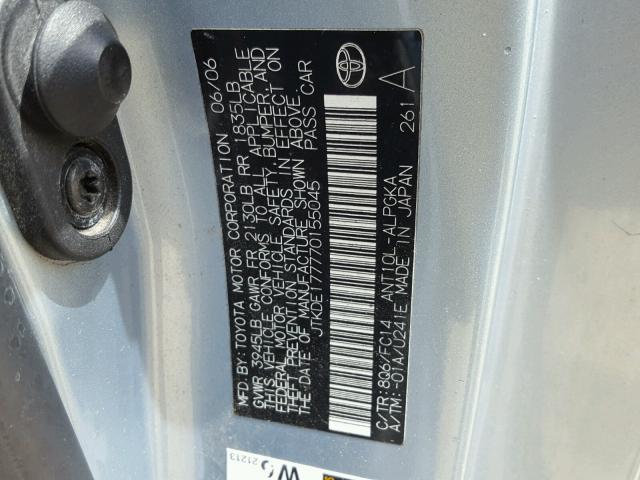 MFD. BY: TOYOTA MOTOR CORPORATION 06/06
GVWR 3945LB GAWR FR 2130LB RR 1835LB
THIS VEHICLE CONFORMS TO ALL APPLICABLE
FEDERAL MOTOR VEHICLE SAFETY, BUMPER, AND
THEFT PREVENTION STANDARDS IN EFFECT ON
THE DATE OF MANUFACTURE SHOWN ABOVE.
JTKDE177770155045 PASS CAR
C/TR: 8Q6/FC14 ANT10L-ALPGKA 261 A
A/TM: -01A/U241E MADE IN JAPAN
21213